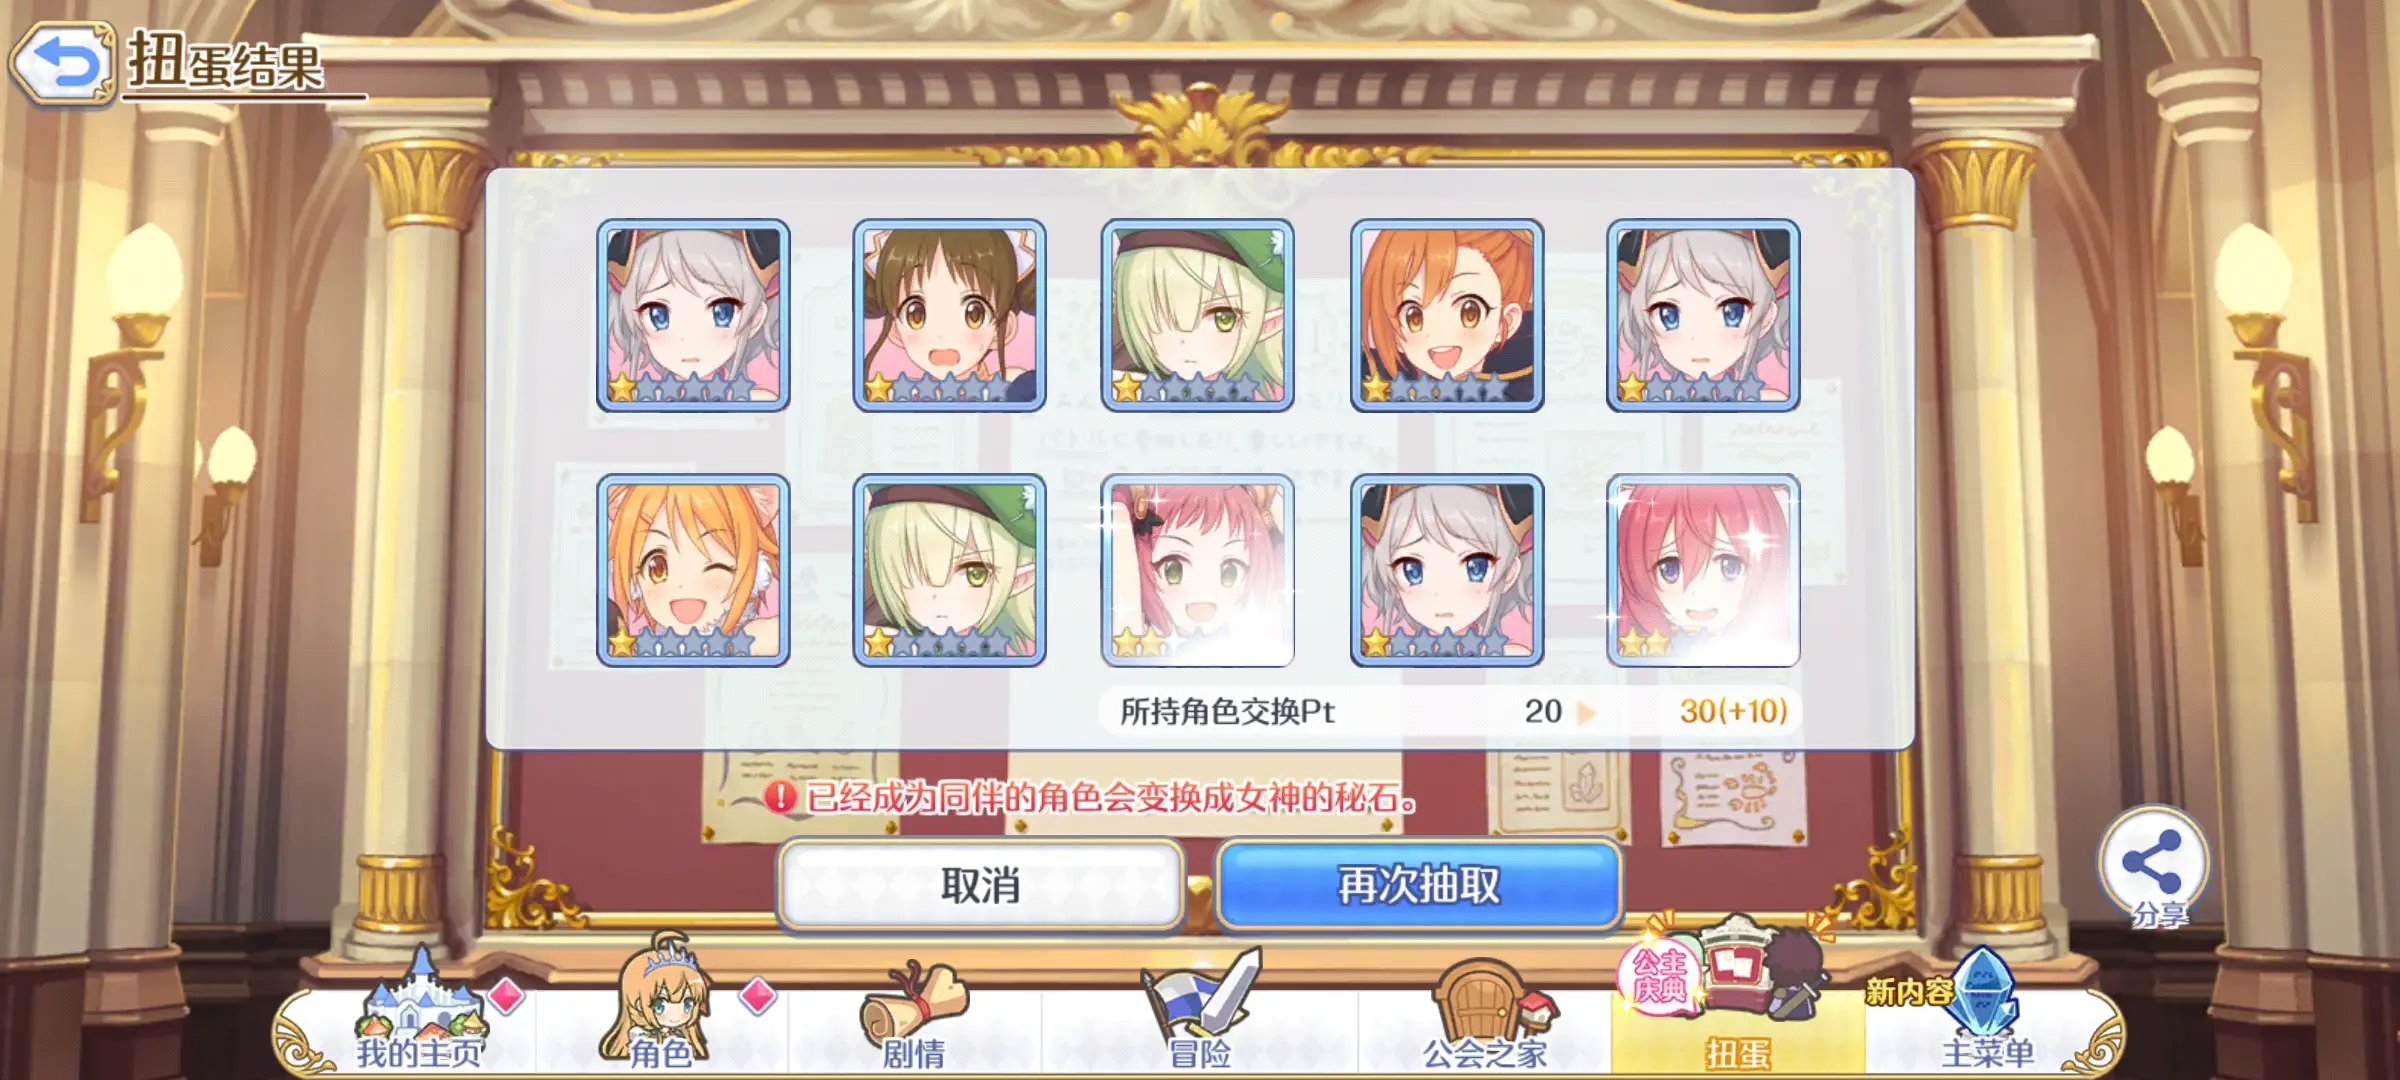 扭蛋结果
所持角色交换Pt 20 30(+10)
已经成为同伴的角色会变换成女神的秘石。
取消
再次抽取
分享
公主
庆典
新内容
我的主页
角色
剧情
冒险
公会之家
扭蛋
主菜单